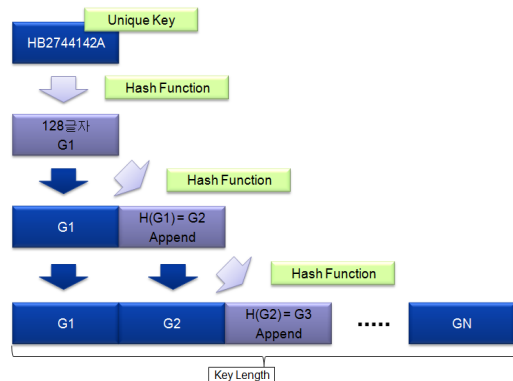 Unique Key
HB2744142A
Hash Function
128글자
G1
Hash Function
G1
H(G1) = G2
Append
Hash Function
G1
G2
H(G2) = G3
Append
.....
GN
Key Length